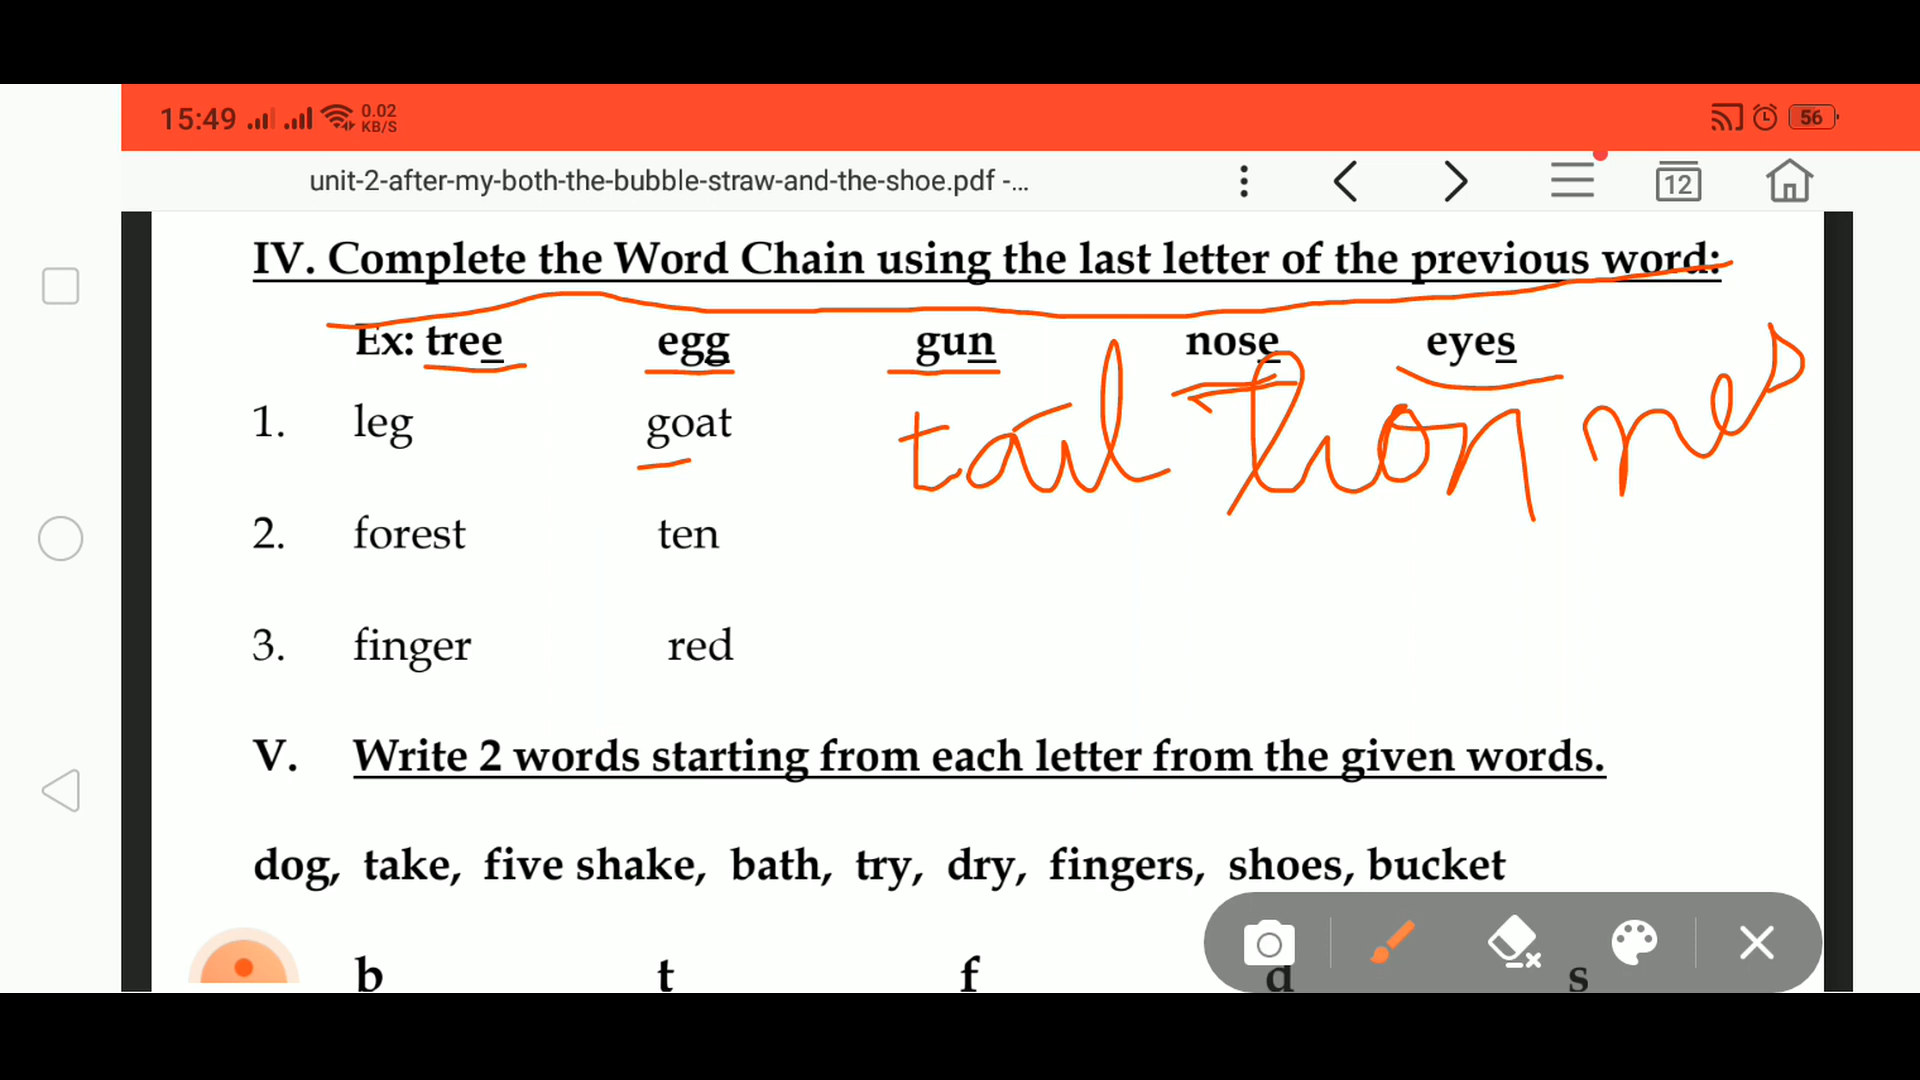 15:49 0.02 KB/S 56
unit-2-after-my-both-the-bubble-straw-and-the-shoe.pdf -... 12
IV. Complete the Word Chain using the last letter of the previous word:
Ex: tree egg gun nose eyes
1. leg goat tail lion
2. forest ten
3. finger red
V. Write 2 words starting from each letter from the given words.
dog, take, five shake, bath, try, dry, fingers, shoes, bucket
b t f d s